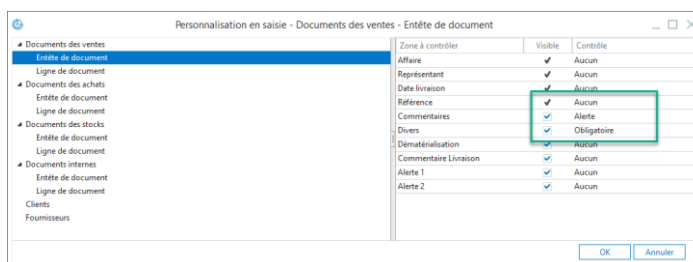 Personnalisation en saisie - Documents des ventes - Entête de document
Documents des ventes
Entête de document
Ligne de document
Documents des achats
Entête de document
Ligne de document
Documents des stocks
Entête de document
Ligne de document
Documents internes
Entête de document
Ligne de document
Clients
Fournisseurs
Zone à contrôler Visible Contrôle
Affaire Aucun
Représentant Aucun
Date livraison Aucun
Référence Aucun
Commentaires Alerte
Divers Obligatoire
Dématérialisation Aucun
Commentaire Livraison Aucun
Alerte 1 Aucun
Alerte 2 Aucun
OK Annuler